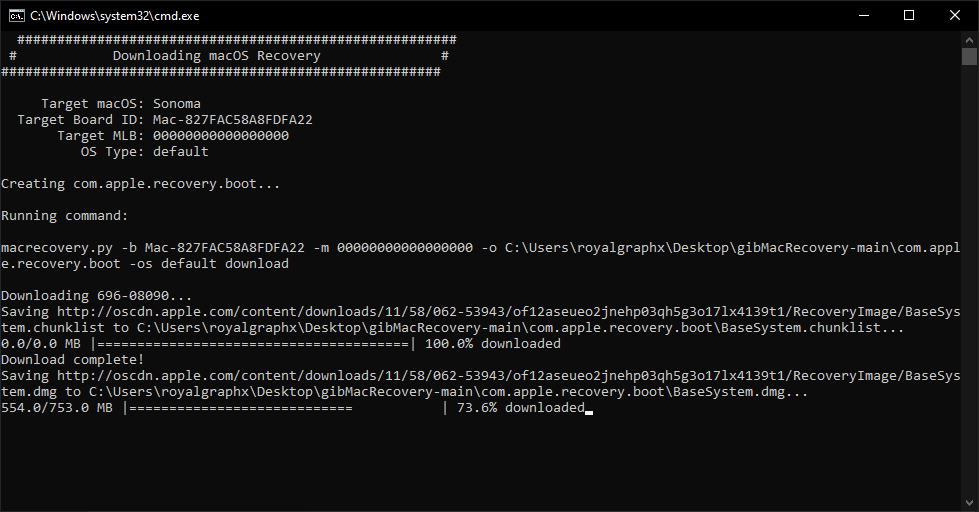 C:\Windows\system32\cmd.exe
#######################################################
#            Downloading macOS Recovery               #
#######################################################
Target macOS: Sonoma
Target Board ID: Mac-827FAC58A8FDFA22
Target MLB: 00000000000000000
OS Type: default
Creating com.apple.recovery.boot...
Running command:
macrecovery.py -b Mac-827FAC58A8FDFA22 -m 00000000000000000 -o C:\Users\royalgraphx\Desktop\gibMacRecovery-main\com.appl
e.recovery.boot -os default download
Downloading 696-08090...
Saving http://oscdn.apple.com/content/downloads/11/58/062-53943/of12aseueo2jnehp03qh5g3o17lx4139t1/RecoveryImage/BaseSys
tem.chunklist to C:\Users\royalgraphx\Desktop\gibMacRecovery-main\com.apple.recovery.boot\BaseSystem.chunklist...
0.0/0.0 MB |=======================================| 100.0% downloaded
Download complete!
Saving http://oscdn.apple.com/content/downloads/11/58/062-53943/of12aseueo2jnehp03qh5g3o17lx4139t1/RecoveryImage/BaseSys
tem.dmg to C:\Users\royalgraphx\Desktop\gibMacRecovery-main\com.apple.recovery.boot\BaseSystem.dmg...
554.0/753.0 MB |============================           | 73.6% downloaded